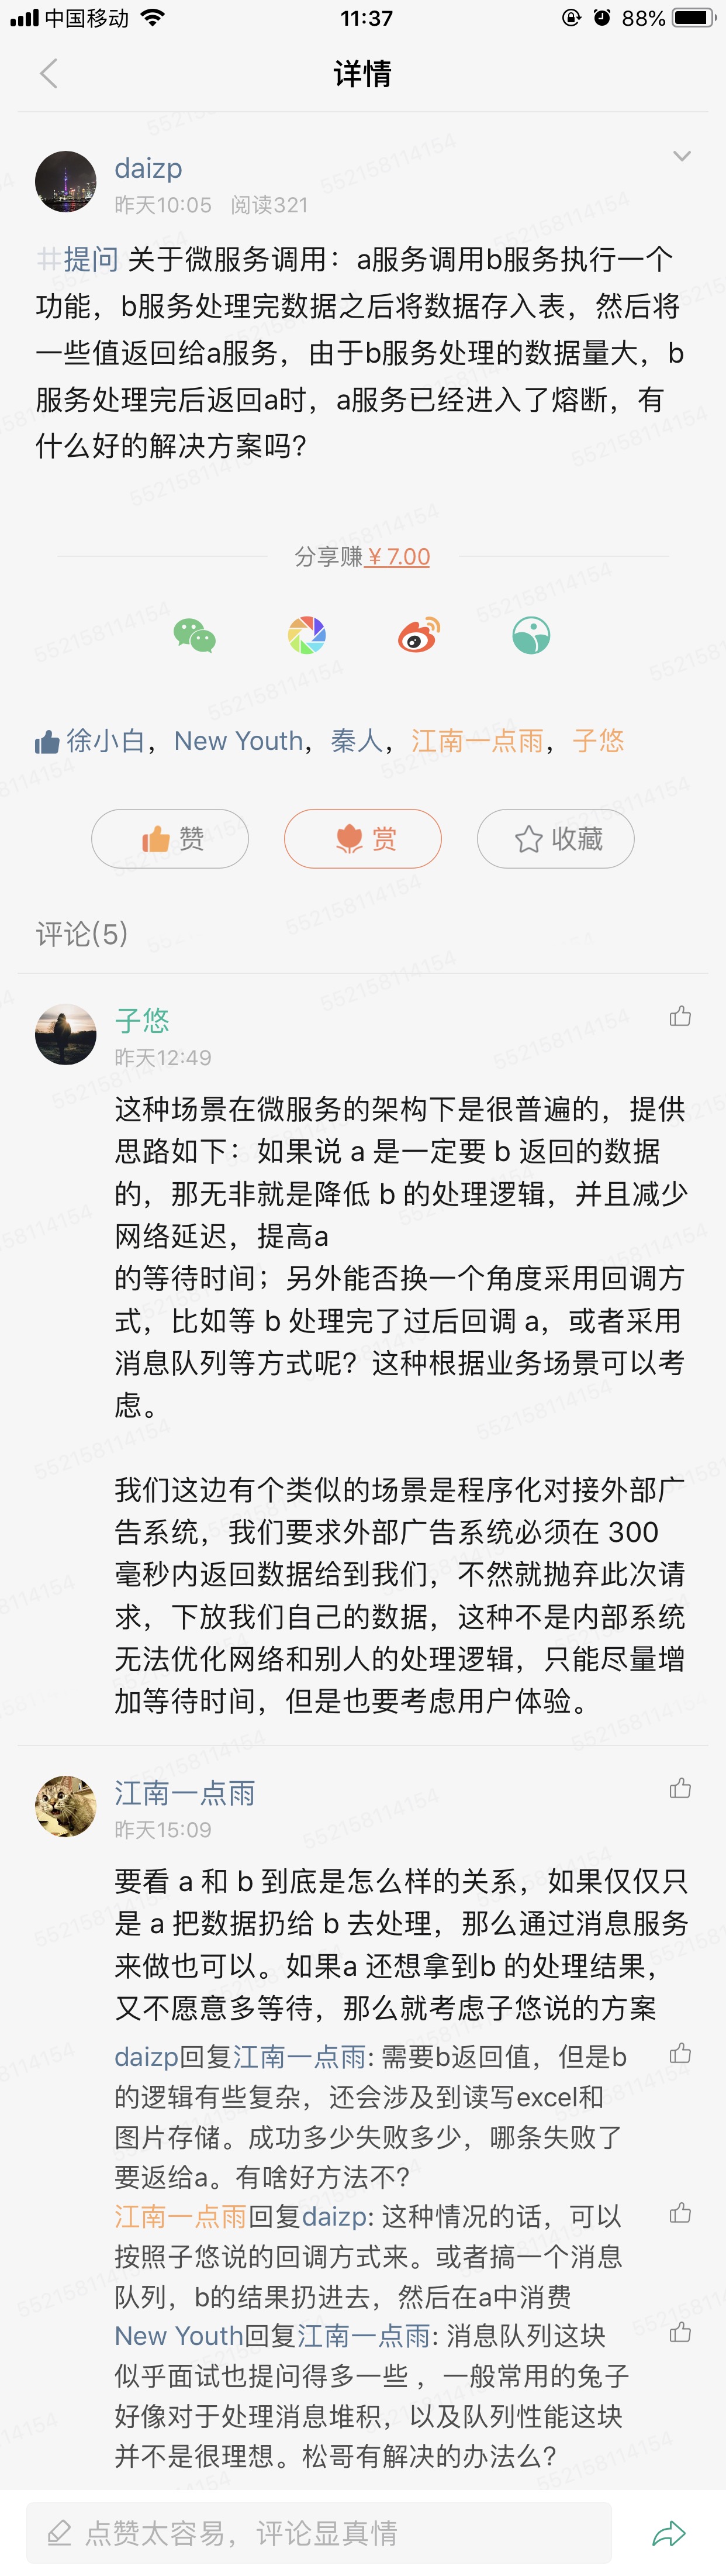 中国移动 11:37 88%
详情
daizp
昨天10:05 阅读321
#提问 关于微服务调用：a服务调用b服务执行一个
功能，b服务处理完数据之后将数据存入表，然后将
一些值返回给a服务，由于b服务处理的数据量大，b
服务处理完后返回a时，a服务已经进入了熔断，有
什么好的解决方案吗?
分享赚￥7.00
徐小白，New Youth，秦人，江南一点雨，子悠
赞 赏 收藏
评论(5)
子悠
昨天12:49
这种场景在微服务的架构下是很普遍的，提供
思路如下：如果说 a 是一定要 b 返回的数据
的，那无非就是降低 b 的处理逻辑，并且减少
网络延迟，提高a
的等待时间；另外能否换一个角度采用回调方
式，比如等 b 处理完了过后回调 a，或者采用
消息队列等方式呢？这种根据业务场景可以考
虑。
我们这边有个类似的场景是程序化对接外部广
告系统，我们要求外部广告系统必须在 300
毫秒内返回数据给到我们，不然就抛弃此次请
求，下放我们自己的数据，这种不是内部系统
无法优化网络和别人的处理逻辑，只能尽量增
加等待时间，但是也要考虑用户体验。
江南一点雨
昨天15:09
要看 a 和 b 到底是怎么样的关系，如果仅仅只
是 a 把数据扔给 b 去处理，那么通过消息服务
来做也可以。如果a 还想拿到b 的处理结果，
又不愿意多等待，那么就考虑子悠说的方案
daizp回复江南一点雨: 需要b返回值，但是b
的逻辑有些复杂，还会涉及到读写excel和
图片存储。成功多少失败多少，哪条失败了
要返给a。有啥好方法不?
江南一点雨回复daizp: 这种情况的话，可以
按照子悠说的回调方式来。或者搞一个消息
队列，b的结果扔进去，然后在a中消费
New Youth回复江南一点雨: 消息队列这块
似乎面试也提问得多一些 ，一般常用的兔子
好像对于处理消息堆积，以及队列性能这块
并不是很理想。松哥有解决的办法么?
点赞太容易，评论显真情
552158114154